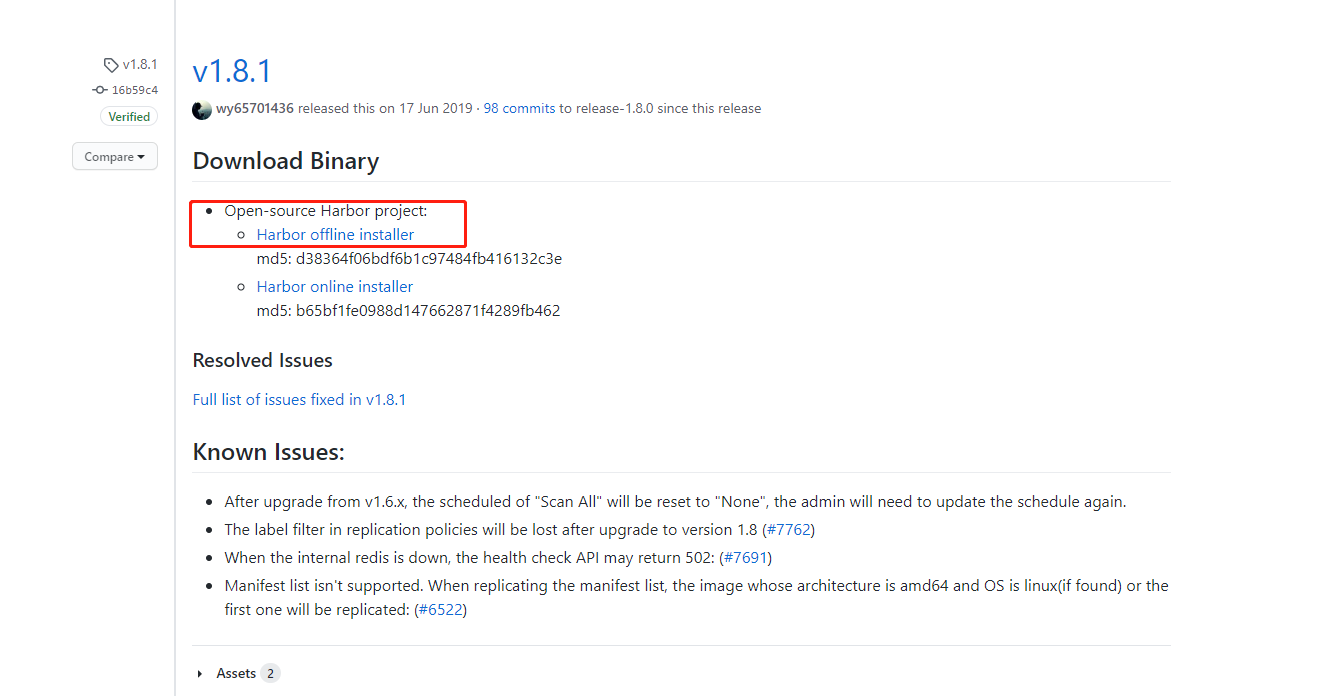 v1.8.1
16b59c4
Verified
Compare
v1.8.1
wy65701436 released this on 17 Jun 2019 · 98 commits to release-1.8.0 since this release
Download Binary
Open-source Harbor project:
Harbor offline installer
md5: d38364f06bdf6b1c97484fb416132c3e
Harbor online installer
md5: b65bf1fe0988d147662871f4289fb462
Resolved Issues
Full list of issues fixed in v1.8.1
Known Issues:
After upgrade from v1.6.x, the scheduled of "Scan All" will be reset to "None", the admin will need to update the schedule again.
The label filter in replication policies will be lost after upgrade to version 1.8 (#7762)
When the internal redis is down, the health check API may return 502: (#7691)
Manifest list isn't supported. When replicating the manifest list, the image whose architecture is amd64 and OS is linux(if found) or the
first one will be replicated: (#6522)
Assets 2